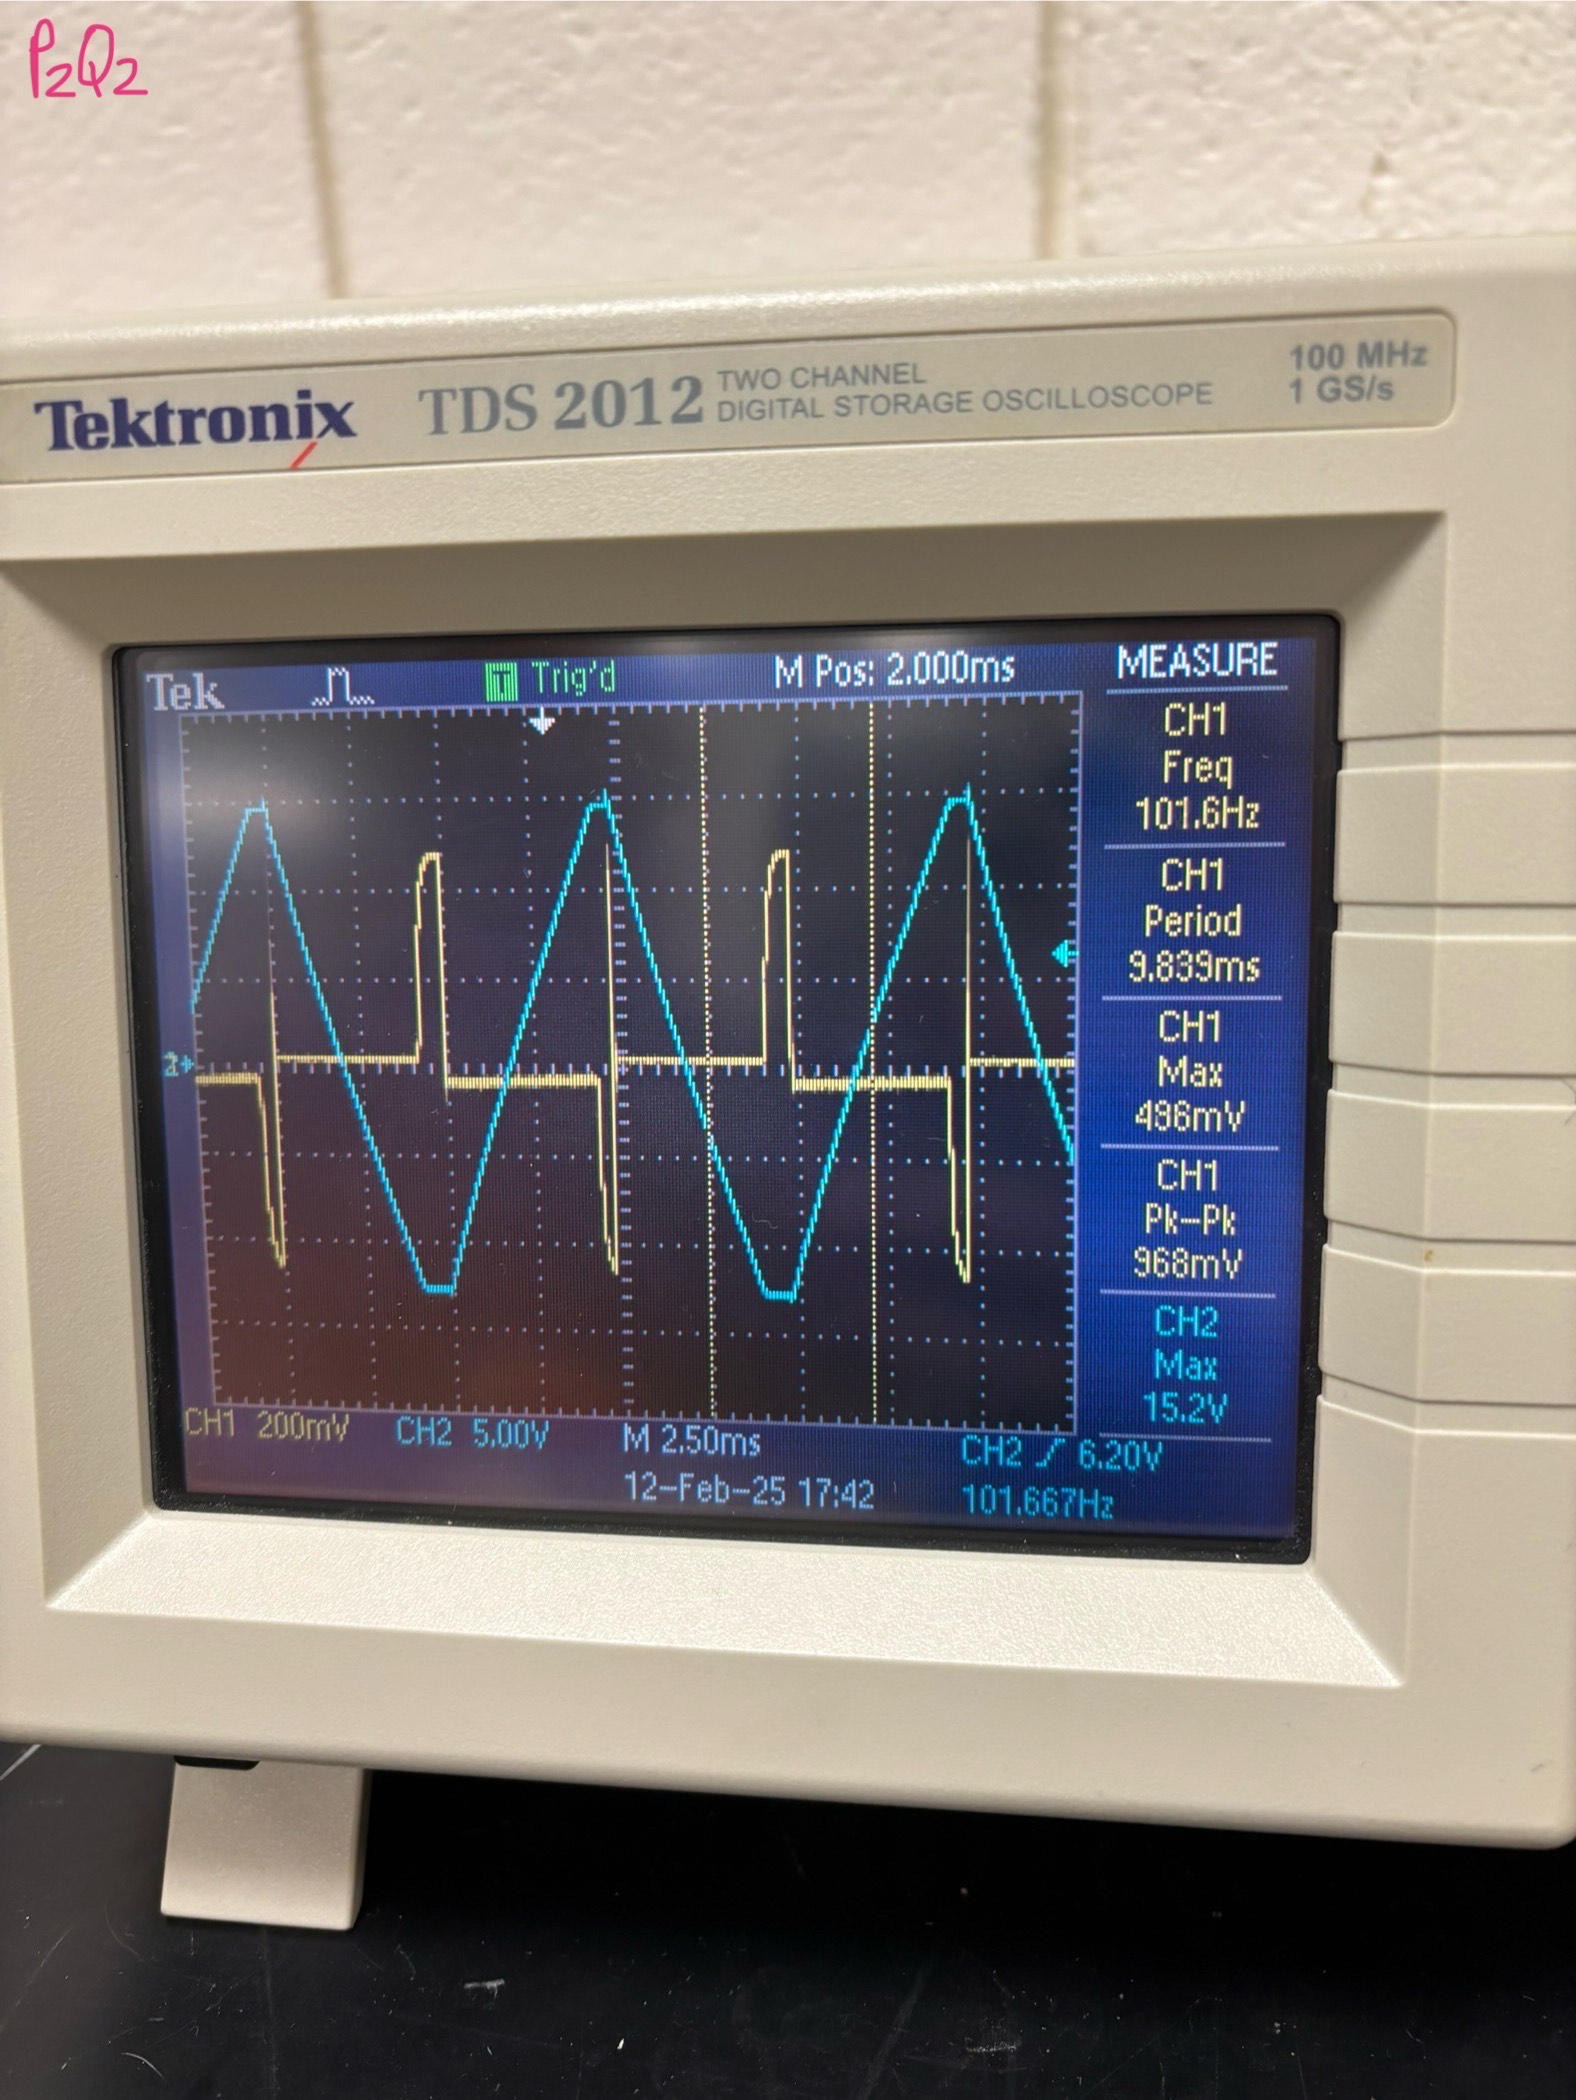 P2Q2
Tektronix TDS 2012 TWO CHANNEL
DIGITAL STORAGE OSCILLOSCOPE
100 MHz
1 GS/s
Tek T Trig'd M Pos: 2.000ms MEASURE
CH1
Freq
101.6Hz
CH1
Period
9.839ms
CH1
Max
496mV
CH1
Pk-Pk
968mV
CH2
Max
15.2V
2+
CH1 200mV CH2 5.00V M 2.50ms CH2 / 6.20V
12-Feb-25 17:42 101.667Hz